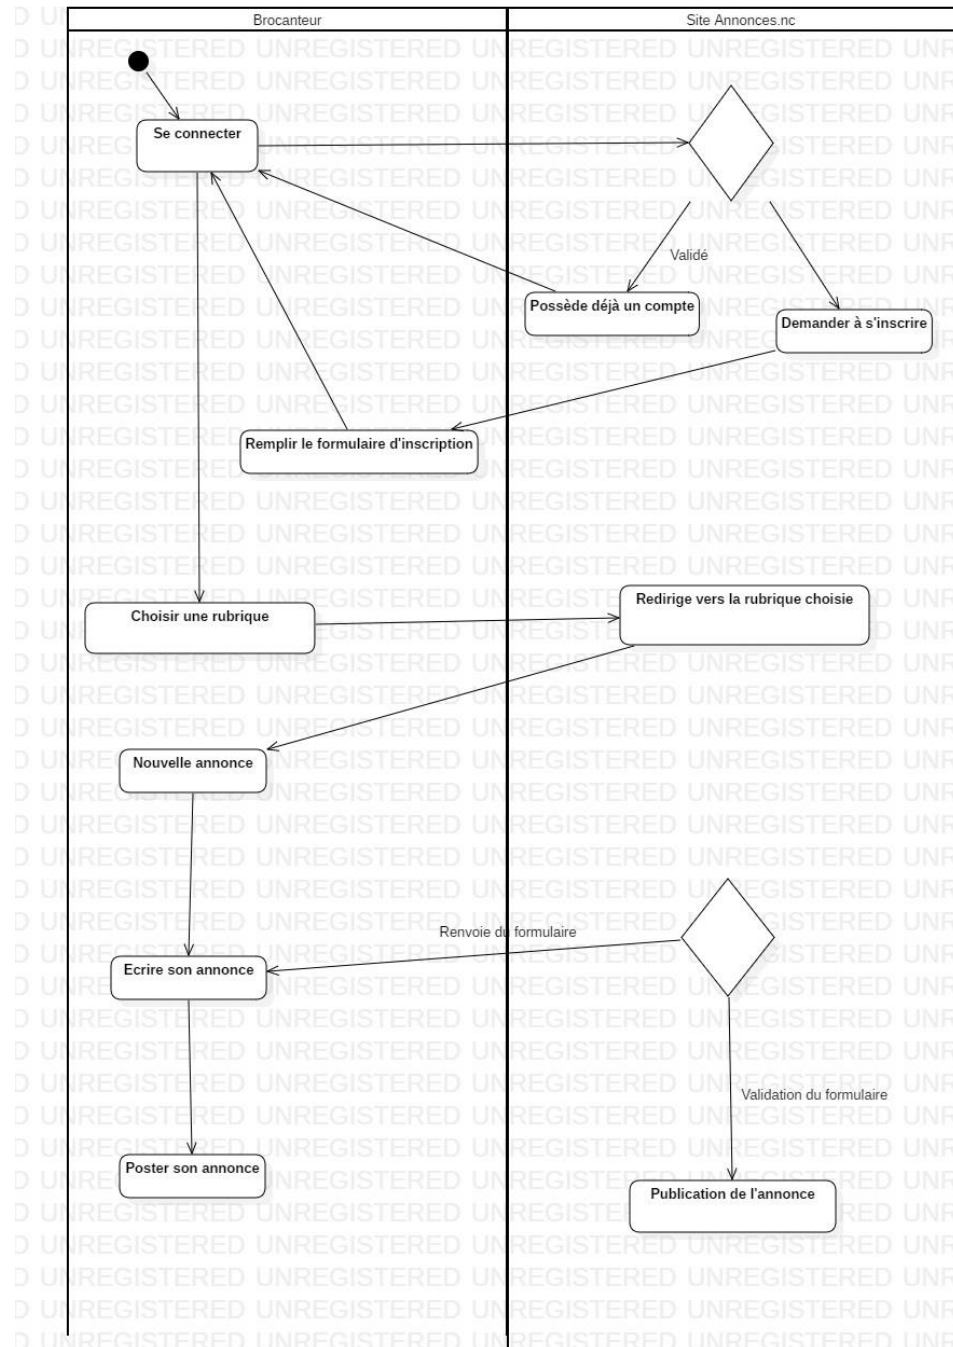 Brocanteur
Site Annonces.nc
Se connecter
Validé
Possède déjà un compte
Demander à s'inscrire
Remplir le formulaire d'inscription
Redirige vers la rubrique choisie
Choisir une rubrique
Nouvelle annonce
Renvoie du formulaire
Ecrire son annonce
Validation du formulaire
Poster son annonce
Publication de l'annonce
UNREGISTERED